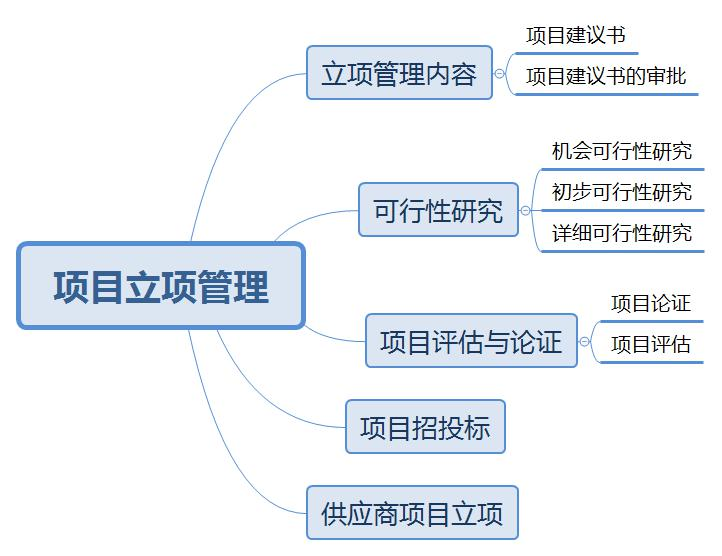 项目立项管理
立项管理内容
项目建议书
项目建议书的审批
可行性研究
机会可行性研究
初步可行性研究
详细可行性研究
项目评估与论证
项目论证
项目评估
项目招投标
供应商项目立项